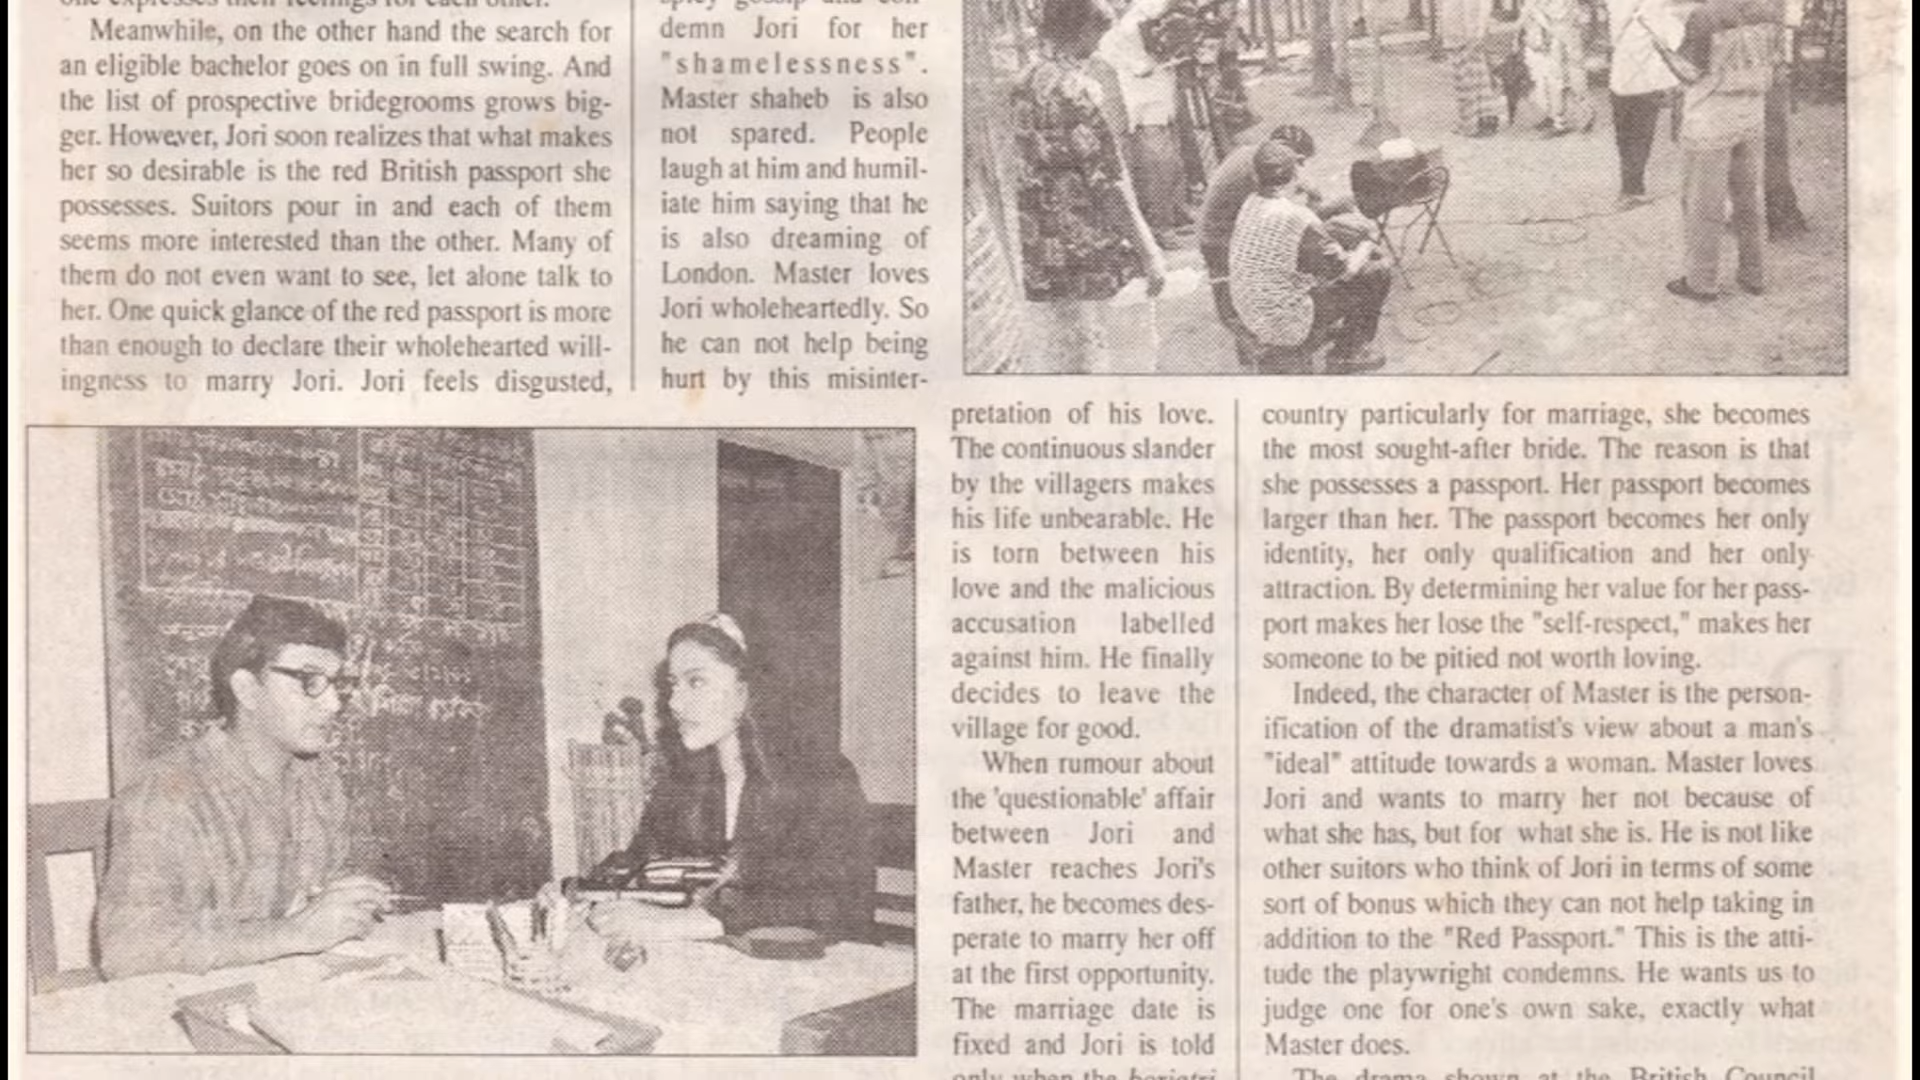 Meanwhile, on the other hand the search for
an eligible bachelor goes on in full swing. And
the list of prospective bridegrooms grows big-
ger. However, Jori soon realizes that what makes
her so desirable is the red British passport she
possesses. Suitors pour in and each of them
seems more interested than the other. Many of
them do not even want to see, let alone talk to
her. One quick glance of the red passport is more
than enough to declare their wholehearted will-
ingness to marry Jori. Jori feels disgusted,
demn Jori for her
"shamelessness".
Master shaheb is also
not spared. People
laugh at him and humil-
iate him saying that he
is also dreaming of
London. Master loves
Jori wholeheartedly. So
he can not help being
hurt by this misinter-
pretation of his love.
The continuous slander
by the villagers makes
his life unbearable. He
is torn between his
love and the malicious
accusation labelled
against him. He finally
decides to leave the
village for good.
When rumour about
the 'questionable' affair
between Jori and
Master reaches Jori's
father, he becomes des-
perate to marry her off
at the first opportunity.
The marriage date is
fixed and Jori is told
only when the
country particularly for marriage, she becomes
the most sought-after bride. The reason is that
she possesses a passport. Her passport becomes
larger than her. The passport becomes her only
identity, her only qualification and her only
attraction. By determining her value for her pass-
port makes her lose the "self-respect," makes her
someone to be pitied not worth loving.
Indeed, the character of Master is the person-
ification of the dramatist's view about a man's
"ideal" attitude towards a woman. Master loves
Jori and wants to marry her not because of
what she has, but for what she is. He is not like
other suitors who think of Jori in terms of some
sort of bonus which they can not help taking in
addition to the "Red Passport." This is the atti-
tude the playwright condemns. He wants us to
judge one for one's own sake, exactly what
Master does.
The drama shown at the British Council